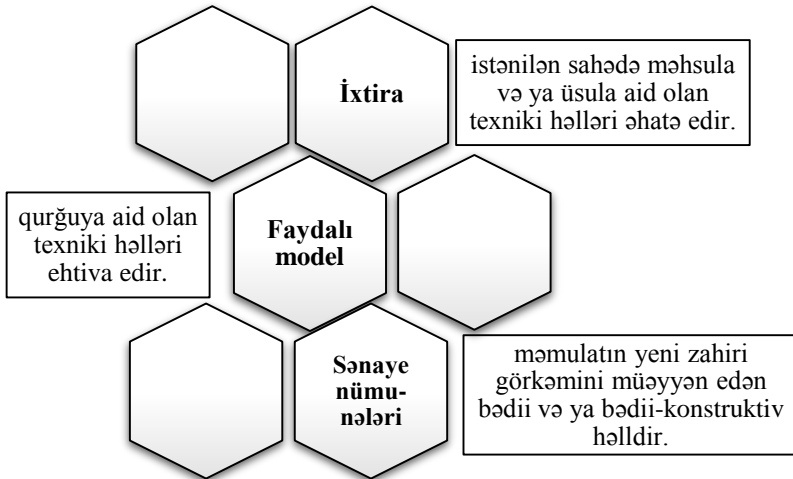 İxtira
istənilən sahədə məhsula
və ya üsula aid olan
texniki həlləri əhatə edir.
qurğuya aid olan
texniki həlləri
ehtiva edir.
Faydalı
model
Sənaye
nümu-
nələri
məmulatın yeni zahiri
görkəmini müəyyən edən
bədii və ya bədii-konstruktiv
həlldir.